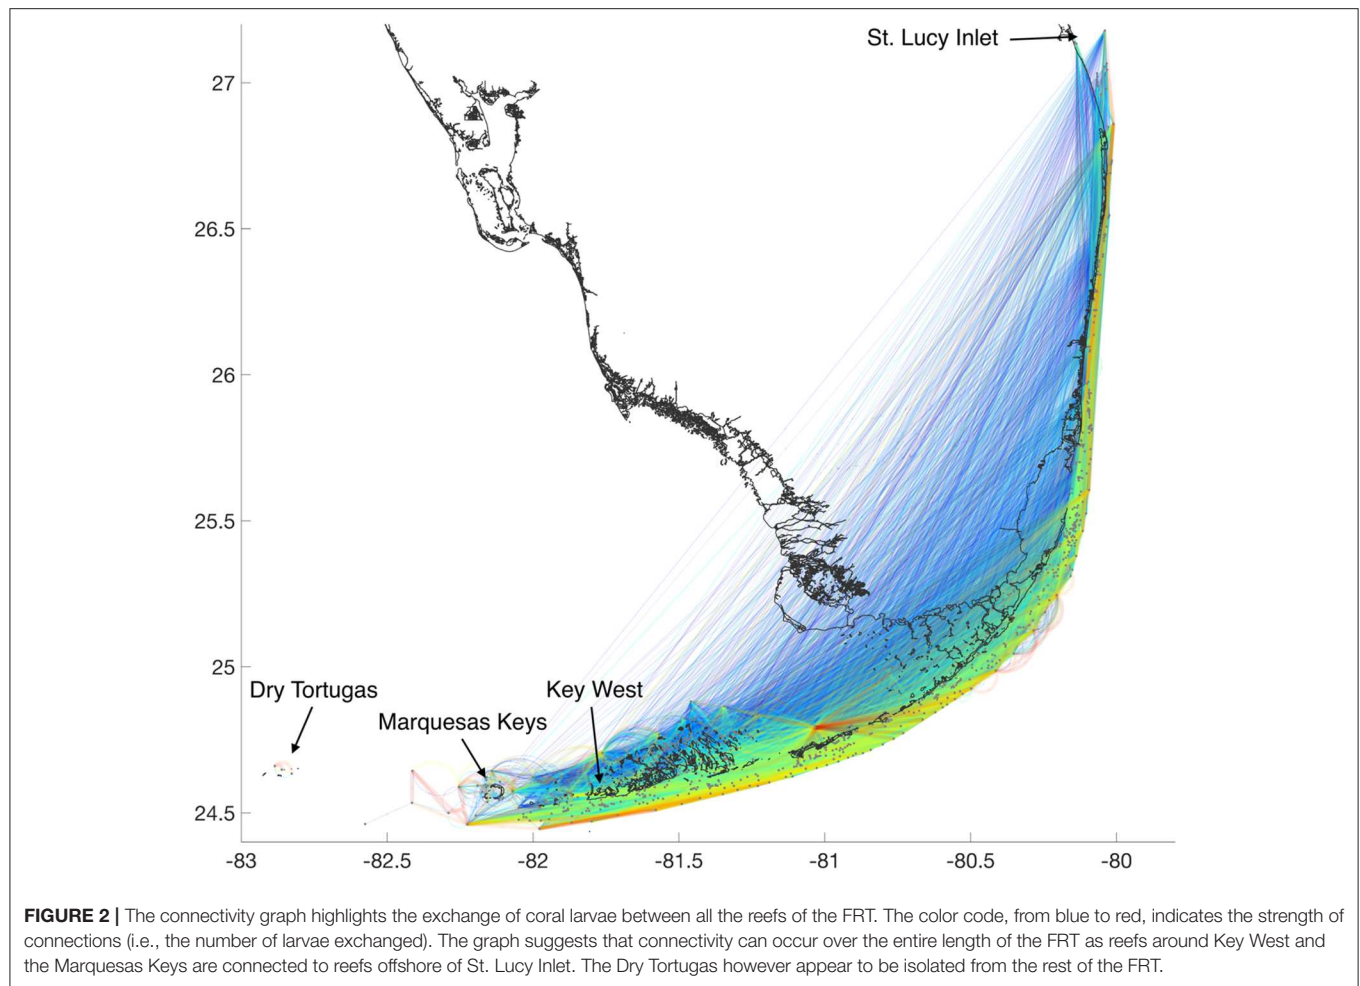 St. Lucy Inlet
27
26.5
26
25.5
25
Dry Tortugas
Key West
Marquesas Keys
24.5
-83
-82.5
-82
-81.5
-81
-80.5
-80
FIGURE 2 | The connectivity graph highlights the exchange of coral larvae between all the reefs of the FRT. The color code, from blue to red, indicates the strength of
connections (i.e., the number of larvae exchanged). The graph suggests that connectivity can occur over the entire length of the FRT as reefs around Key West and
the Marquesas Keys are connected to reefs offshore of St. Lucy Inlet. The Dry Tortugas however appear to be isolated from the rest of the FRT.